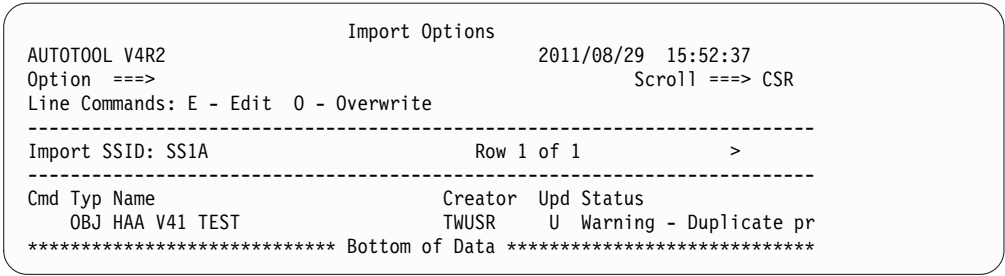 Import Options
AUTOTOOL V4R2 2011/08/29 15:52:37
Option ===> Scroll ===> CSR
Line Commands: E - Edit O - Overwrite
--------------------------------------------------------------------------
Import SSID: SS1A Row 1 of 1 >
--------------------------------------------------------------------------
Cmd Typ Name Creator Upd Status
OBJ HAA V41 TEST TWUSR U Warning - Duplicate pr
***************************** Bottom of Data *****************************